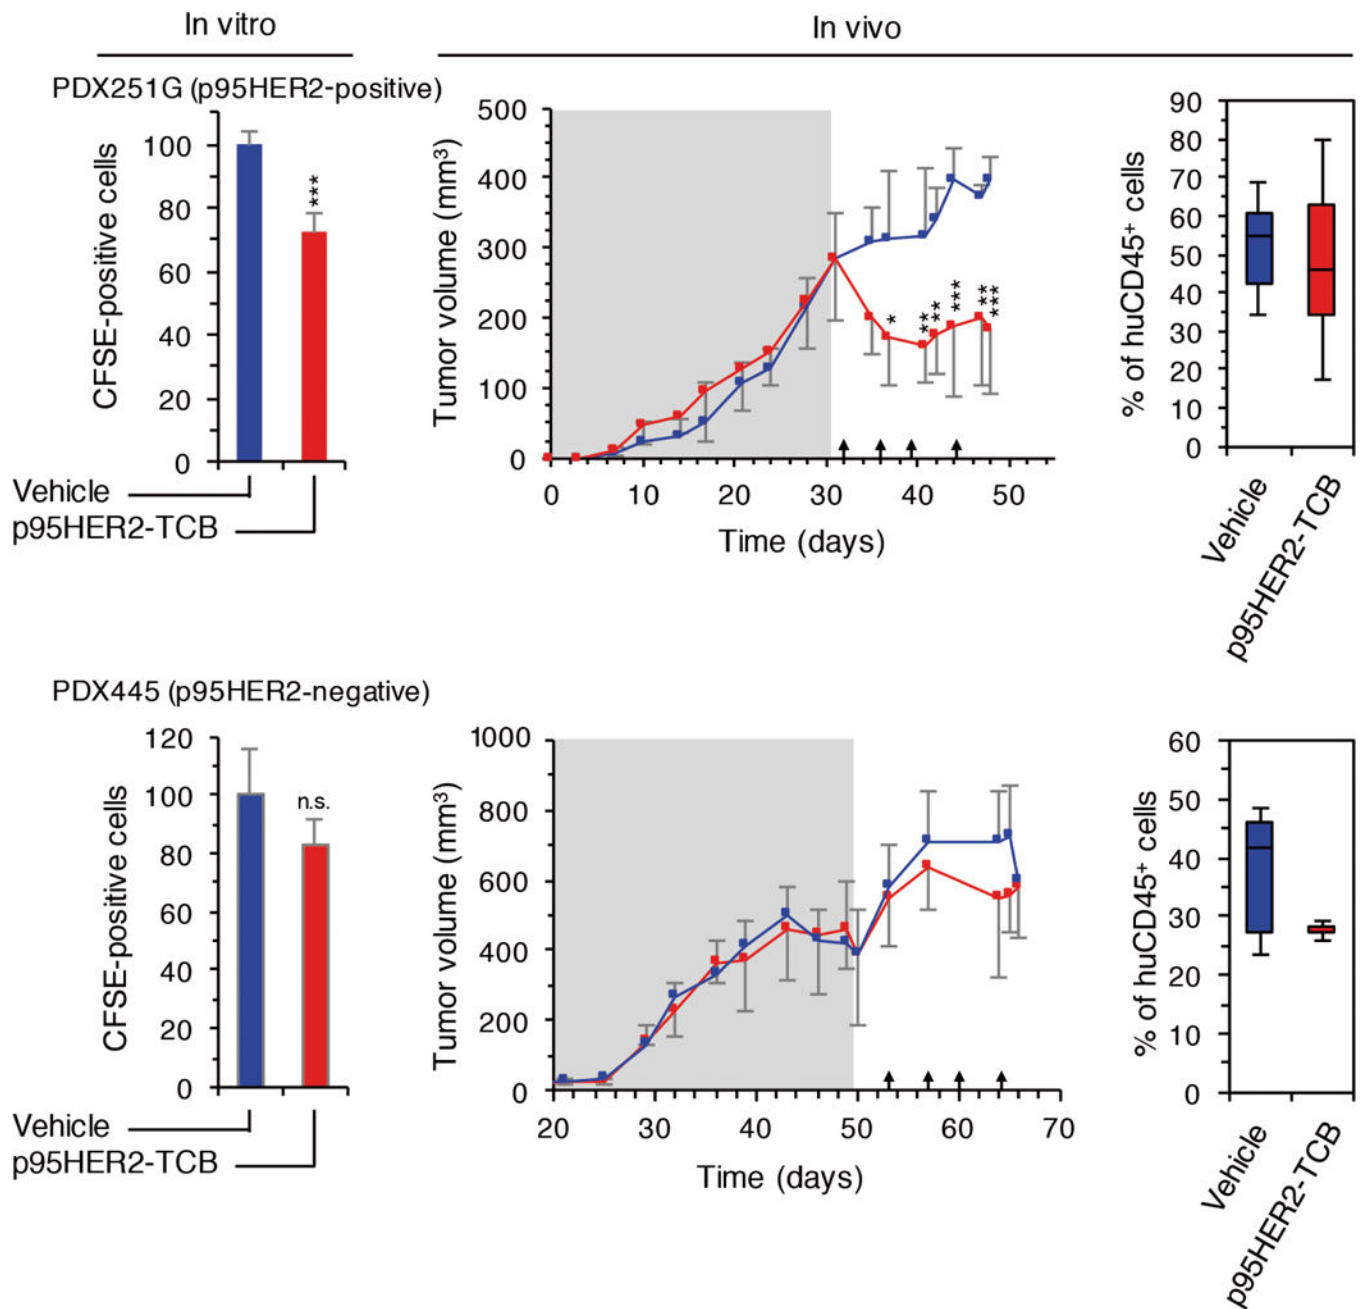 In vitro
In vivo
PDX251G (p95HER2-positive)
CFSE-positive cells
100
80
60
40
20
0
***
Vehicle
p95HER2-TCB
Tumor volume (mm³)
500
400
300
200
100
0
*
**
**
***
**
***
0 10 20 30 40 50
Time (days)
% of huCD45⁺ cells
90
80
70
60
50
40
30
20
10
0
Vehicle
p95HER2-TCB
PDX445 (p95HER2-negative)
CFSE-positive cells
120
100
80
60
40
20
0
n.s.
Vehicle
p95HER2-TCB
Tumor volume (mm³)
1000
800
600
400
200
0
20 30 40 50 60 70
Time (days)
% of huCD45⁺ cells
60
50
40
30
20
10
0
Vehicle
p95HER2-TCB